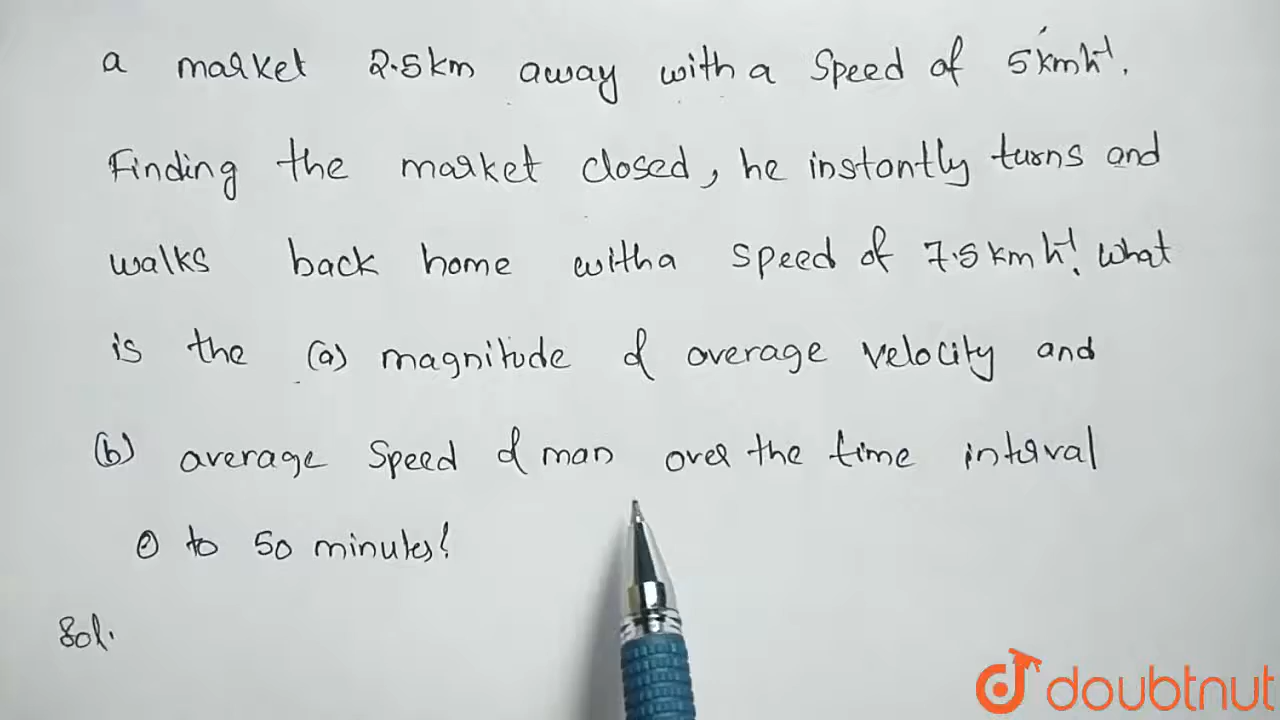 a market 2.5km away with a Speed of 5kmh⁻¹.
Finding the market closed, he instantly turns and
walks back home with a speed of 7.5kmh⁻¹. What
is the (a) magnitude of average velocity and
(b) average Speed of man over the time interval
0 to 50 minutes?
Sol.
doubtnut